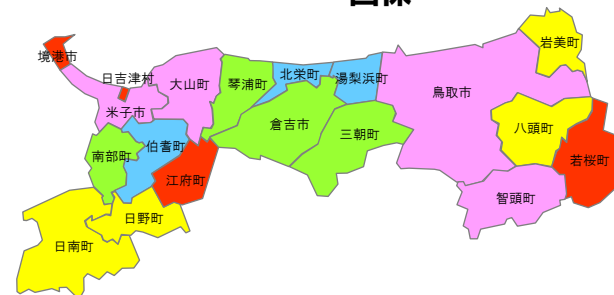 岩美町
境港市
日吉津村
大山町
琴浦町
北栄町
湯梨浜町
鳥取市
米子市
倉吉市
三朝町
八頭町
南部町
伯耆町
江府町
若桜町
智頭町
日野町
日南町